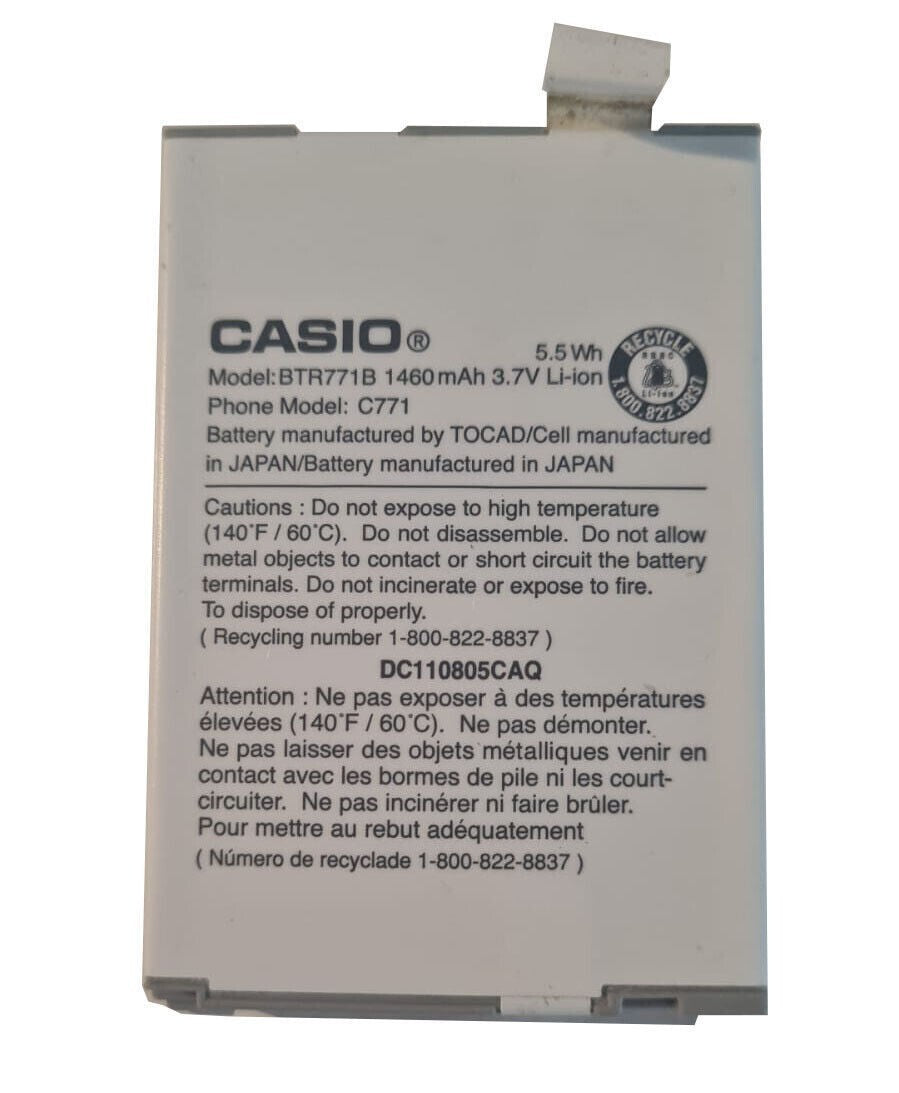 CASIO®
5.5 Wh
Model:BTR771B 1460mAh 3.7V Li-ion
RECYCLE
RBRC
Li-ion
1.800.822.8837
Phone Model: C771
Battery manufactured by TOCAD/Cell manufactured
in JAPAN/Battery manufactured in JAPAN
Cautions : Do not expose to high temperature
(140°F / 60°C). Do not disassemble. Do not allow
metal objects to contact or short circuit the battery
terminals. Do not incinerate or expose to fire.
To dispose of properly.
( Recycling number 1-800-822-8837 )
DC110805CAQ
Attention : Ne pas exposer à des températures
élevées (140°F / 60°C). Ne pas démonter.
Ne pas laisser des objets métalliques venir en
contact avec les bormes de pile ni les court-
circuiter. Ne pas incinérer ni faire brûler.
Pour mettre au rebut adéquatement
( Número de recyclade 1-800-822-8837 )